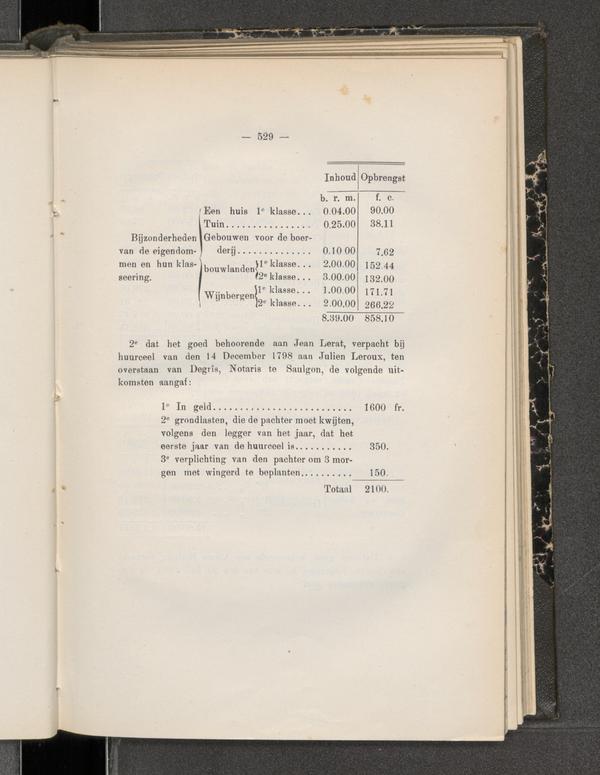 — 529 —
Inhoud Opbrengst
b. r. m. f. c.
Een huis 1e klasse... 0.04.00 90.00
Tuin................ 0.25.00 38.11
Bijzonderheden Gebouwen voor de boer-
van de eigendom- derij.............. 0.10 00 7,62
men en hun klas- bouwlanden 1e klasse... 2.00.00 152.44
seering. 2e klasse... 3.00.00 132.00
Wijnbergen 1e klasse... 1.00.00 171.71
2e klasse... 2.00,00 266,22
8.39.00 858,10
2e dat het goed behoorende aan Jean Lerat, verpacht bij
huurceel van den 14 December 1798 aan Julien Leroux, ten
overstaan van Degrîs, Notaris te Saulgon, de volgende uit-
komsten aangaf:
1e In geld.......................... 1600 fr.
2e grondlasten, die de pachter moet kwijten,
volgens den legger van het jaar, dat het
eerste jaar van de huurceel is........... 350.
3e verplichting van den pachter om 3 mor-
gen met wingerd te beplanten.......... 150.
Totaal 2100.